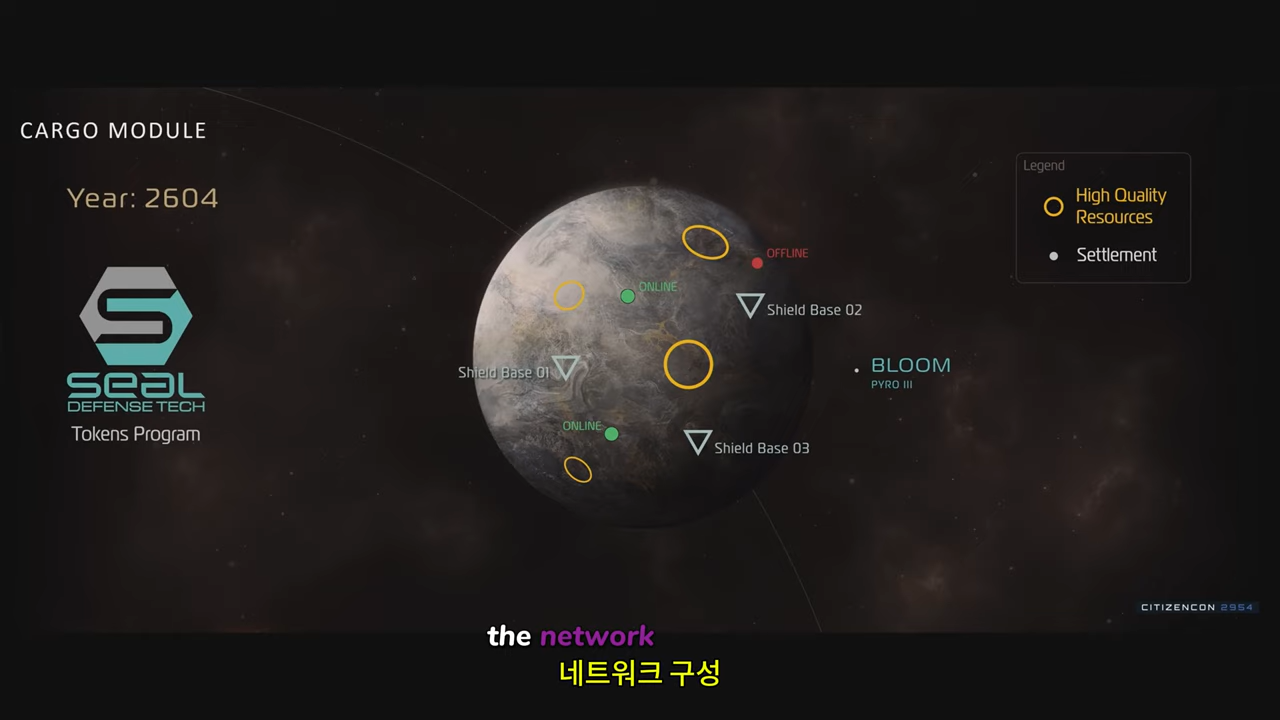 CARGO MODULE
Year: 2604
SEAL
DEFENSE TECH
Tokens Program
Legend
High Quality
Resources
Settlement
OFFLINE
ONLINE
Shield Base 02
Shield Base 01
BLOOM
PYRO III
ONLINE
Shield Base 03
CITIZENCON 2954
the network
네트워크 구성